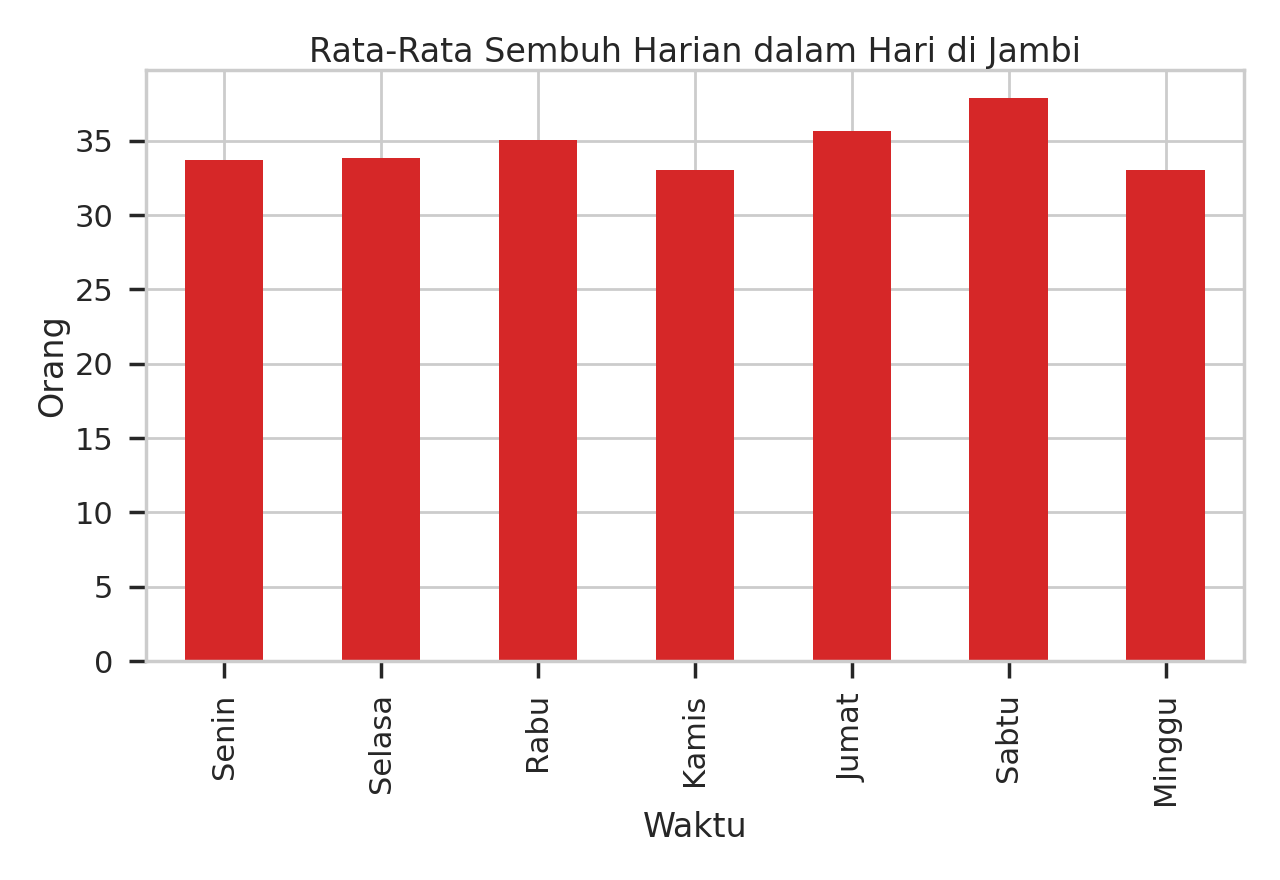 Rata-Rata Sembuh Harian dalam Hari di Jambi
Orang
35
30
25
20
15
10
5
0
Senin
Selasa
Rabu
Kamis
Jumat
Sabtu
Minggu
Waktu